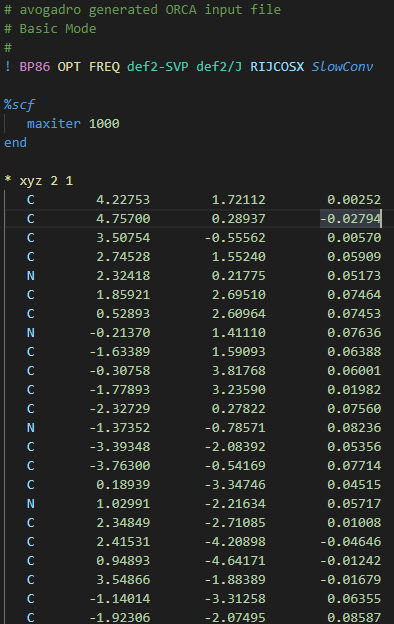 # avogadro generated ORCA input file
# Basic Mode
#
! BP86 OPT FREQ def2-SVP def2/J RIJCOSX SlowConv
%scf
maxiter 1000
end
* xyz 2 1
C 4.22753 1.72112 0.00252
C 4.75700 0.28937 -0.02794
C 3.50754 -0.55562 0.00570
C 2.74528 1.55240 0.05909
N 2.32418 0.21775 0.05173
C 1.85921 2.69510 0.07464
C 0.52893 2.60964 0.07453
N -0.21370 1.41110 0.07636
C -1.63389 1.59093 0.06388
C -0.30758 3.81768 0.06001
C -1.77893 3.23590 0.01982
C -2.32729 0.27822 0.07560
N -1.37352 -0.78571 0.08236
C -3.39348 -2.08392 0.05356
C -3.76300 -0.54169 0.07714
C 0.18939 -3.34746 0.04515
N 1.02991 -2.21634 0.05717
C 2.34849 -2.71085 0.01008
C 2.41531 -4.20898 -0.04646
C 0.94893 -4.64171 -0.01242
C 3.54866 -1.88389 -0.01679
C -1.14014 -3.31258 0.06355
C -1.92306 -2.07495 0.08587